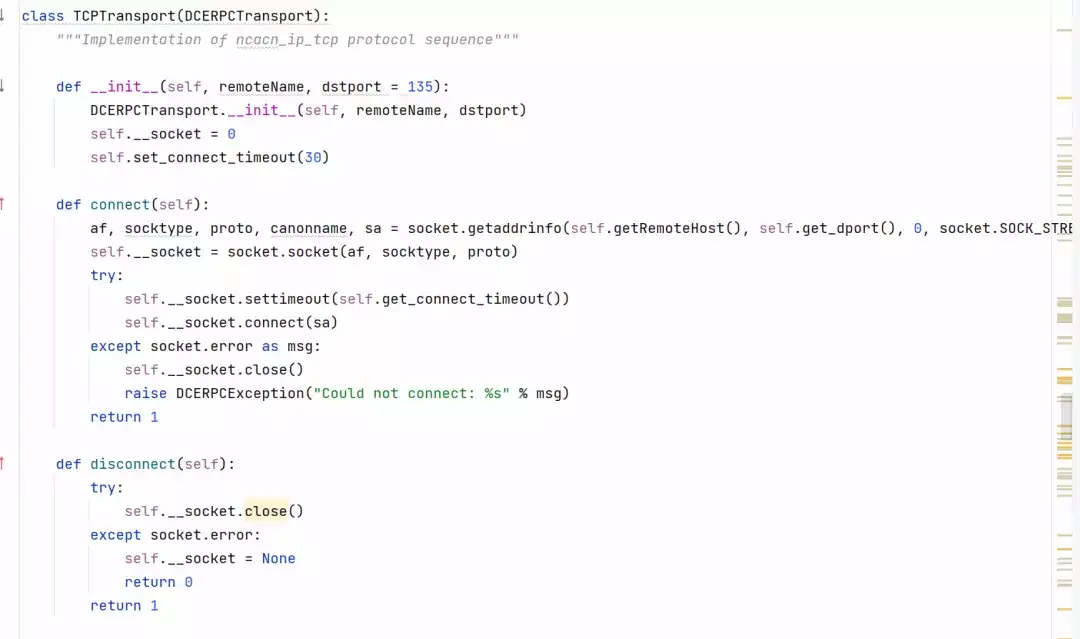 class TCPTransport(DCERPCTransport):
    """Implementation of ncacn_ip_tcp protocol sequence"""

    def __init__(self, remoteName, dstport = 135):
        DCERPCTransport.__init__(self, remoteName, dstport)
        self.__socket = 0
        self.set_connect_timeout(30)

    def connect(self):
        af, socktype, proto, canonname, sa = socket.getaddrinfo(self.getRemoteHost(), self.get_dport(), 0, socket.SOCK_STRE
        self.__socket = socket.socket(af, socktype, proto)
        try:
            self.__socket.settimeout(self.get_connect_timeout())
            self.__socket.connect(sa)
        except socket.error as msg:
            self.__socket.close()
            raise DCERPCException("Could not connect: %s" % msg)
        return 1

    def disconnect(self):
        try:
            self.__socket.close()
        except socket.error:
            self.__socket = None
            return 0
        return 1